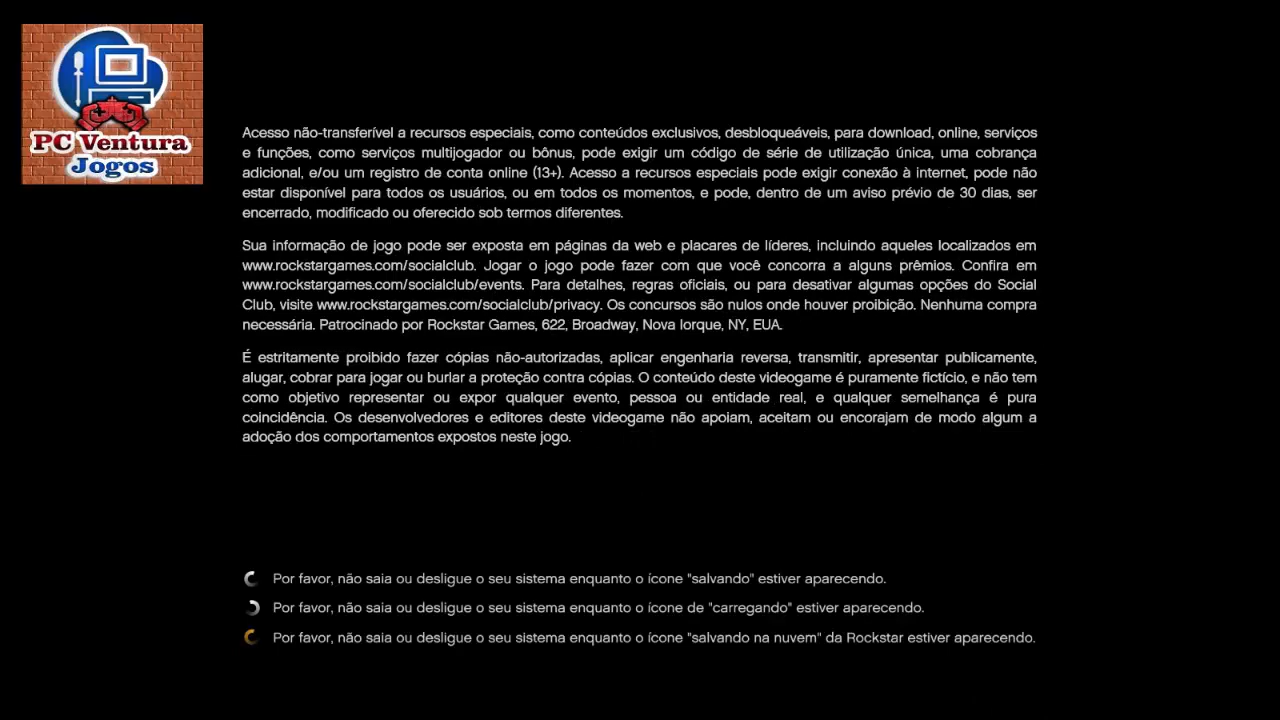 PC Ventura
Jogos
Acesso não-transferível a recursos especiais, como conteúdos exclusivos, desbloqueáveis, para download, online, serviços
e funções, como serviços multijogador ou bônus, pode exigir um código de série de utilização única, uma cobrança
adicional, e/ou um registro de conta online (13+). Acesso a recursos especiais pode exigir conexão à internet, pode não
estar disponível para todos os usuários, ou em todos os momentos, e pode, dentro de um aviso prévio de 30 dias, ser
encerrado, modificado ou oferecido sob termos diferentes.
Sua informação de jogo pode ser exposta em páginas da web e placares de líderes, incluindo aqueles localizados em
www.rockstargames.com/socialclub. Jogar o jogo pode fazer com que você concorra a alguns prêmios. Confira em
www.rockstargames.com/socialclub/events. Para detalhes, regras oficiais, ou para desativar algumas opções do Social
Club, visite www.rockstargames.com/socialclub/privacy. Os concursos são nulos onde houver proibição. Nenhuma compra
necessária. Patrocinado por Rockstar Games, 622, Broadway, Nova Iorque, NY, EUA.
É estritamente proibido fazer cópias não-autorizadas, aplicar engenharia reversa, transmitir, apresentar publicamente,
alugar, cobrar para jogar ou burlar a proteção contra cópias. O conteúdo deste videogame é puramente fictício, e não tem
como objetivo representar ou expor qualquer evento, pessoa ou entidade real, e qualquer semelhança é pura
coincidência. Os desenvolvedores e editores deste videogame não apoiam, aceitam ou encorajam de modo algum a
adoção dos comportamentos expostos neste jogo.
Por favor, não saia ou desligue o seu sistema enquanto o ícone "salvando" estiver aparecendo.
Por favor, não saia ou desligue o seu sistema enquanto o ícone de "carregando" estiver aparecendo.
Por favor, não saia ou desligue o seu sistema enquanto o ícone "salvando na nuvem" da Rockstar estiver aparecendo.